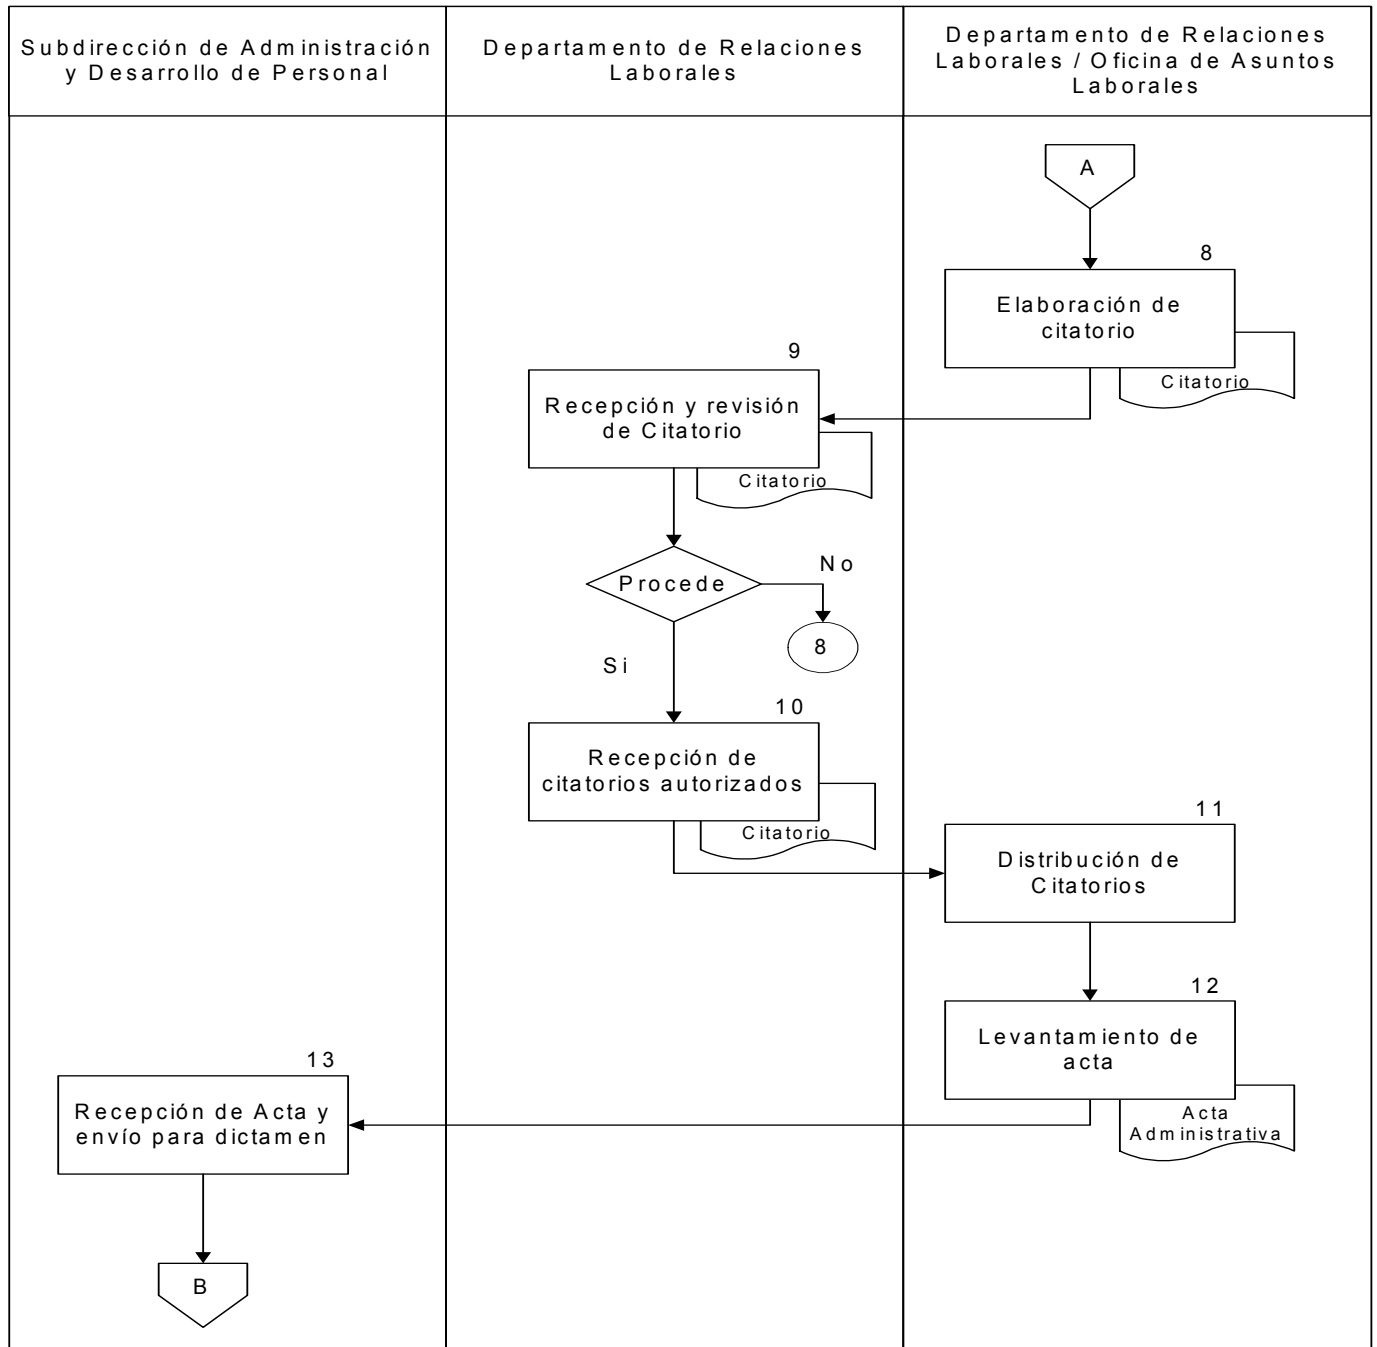 Subdirección de Administración
y Desarrollo de Personal
Departamento de Relaciones
Laborales
Departamento de Relaciones
Laborales / Oficina de Asuntos
Laborales
A
8
Elaboración de
citatorio
Citatorio
9
Recepción y revisión
de Citatorio
Citatorio
Procede
No
8
Si
10
Recepción de
citatorios autorizados
Citatorio
11
Distribución de
Citatorios
12
Levantamiento de
acta
Acta
Administrativa
13
Recepción de Acta y
envío para dictamen
B